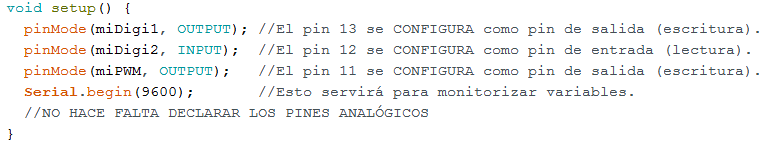 void setup() {
  pinMode(miDigi1, OUTPUT); //El pin 13 se CONFIGURA como pin de salida (escritura).
  pinMode(miDigi2, INPUT);  //El pin 12 se CONFIGURA como pin de entrada (lectura).
  pinMode(miPWM, OUTPUT);   //El pin 11 se CONFIGURA como pin de salida (escritura).
  Serial.begin(9600);       //Esto servirá para monitorizar variables.
  //NO HACE FALTA DECLARAR LOS PINES ANALÓGICOS
}